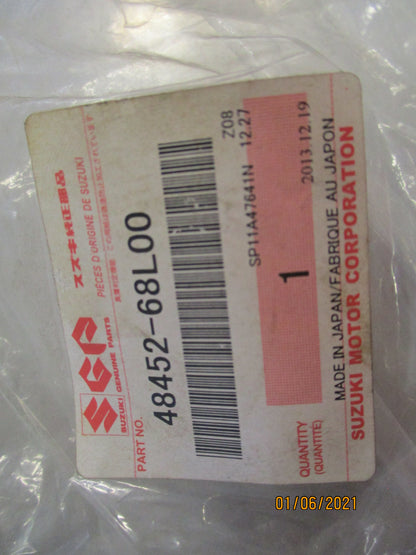 スズキ純正部品
PIÈCES D'ORIGINE DE SUZUKI
SGP
SUZUKI GENUINE PARTS
PART NO.
48452-68L00
Z08
SP11A47641N 12.27
QUANTITY
(QUANTITÉ)
1
2013.12.19
MADE IN JAPAN/FABRIQUÉ AU JAPON
SUZUKI MOTOR CORPORATION
01/06/2021